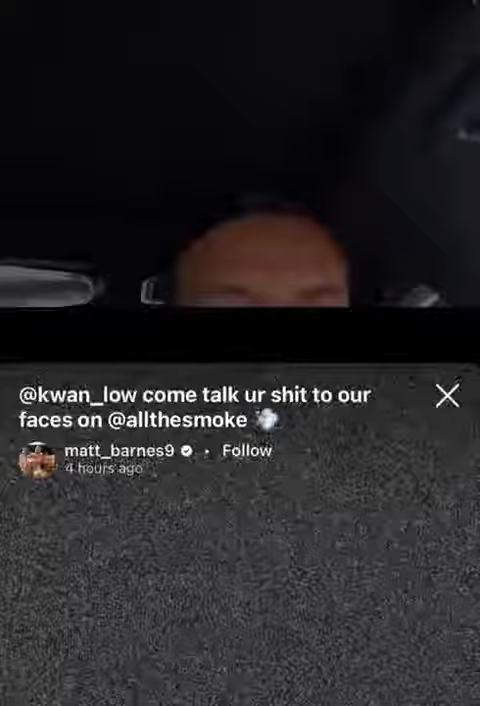 @kwan_low come talk ur shit to our
faces on @allthesmoke 💨
matt_barnes9 • Follow
4 hours ago